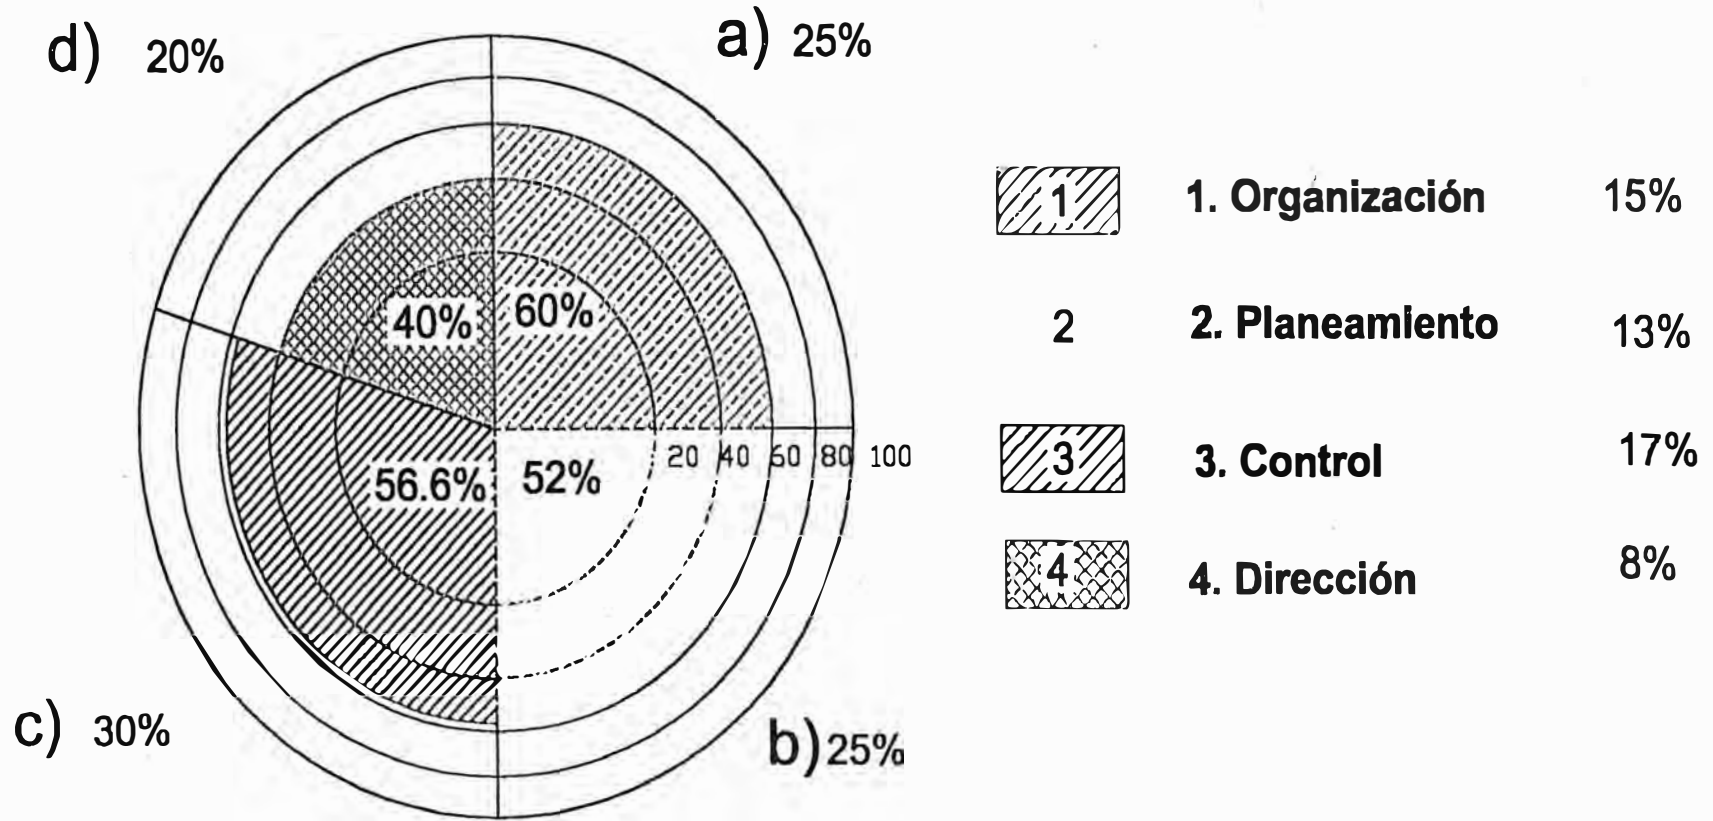 d) 20%
a) 25%
40%
60%
20 40 60 80 100
56.6%
52%
c) 30%
b) 25%
1 1. Organización 15%
2 2. Planeamiento 13%
3 3. Control 17%
4 4. Dirección 8%